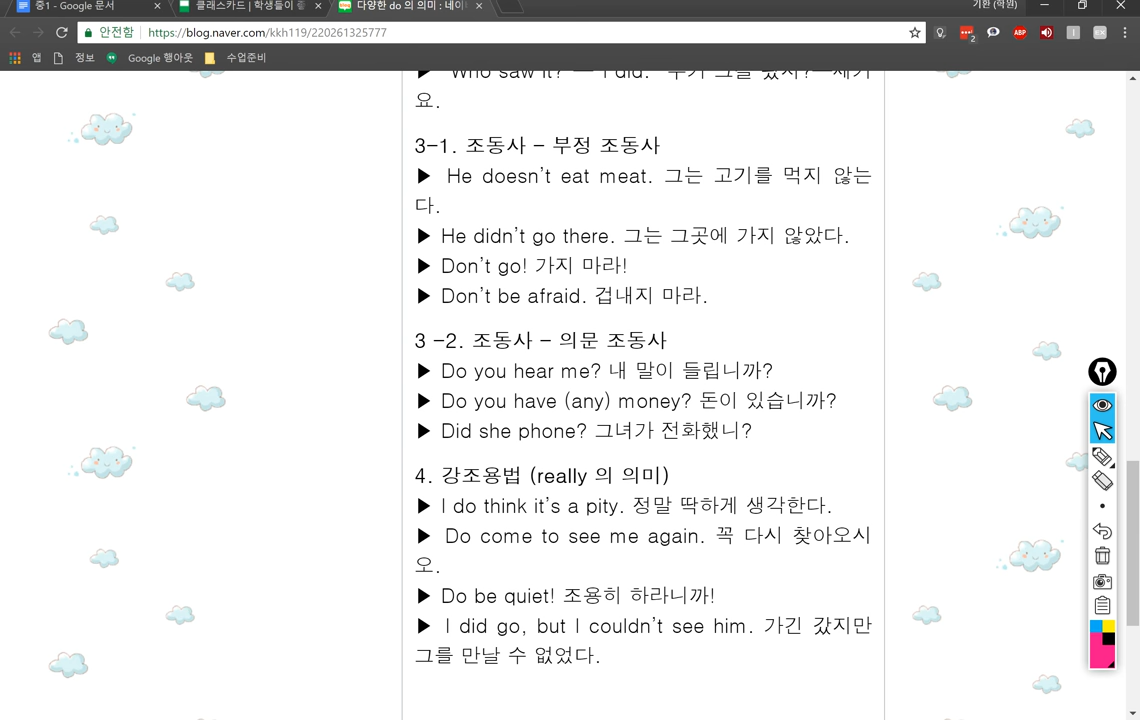 중1 - Google 문서
클래스카드 | 학생들이 좋
다양한 do 의 의미 : 네이
기환 (학원)
안전함
https://blog.naver.com/kkh119/220261325777
2
ABP
앱
정보
Google 행아웃
수업준비
▶ Who saw it? — I did.
요.
3-1. 조동사 - 부정 조동사
▶ He doesn't eat meat. 그는 고기를 먹지 않는
다.
▶ He didn't go there. 그는 그곳에 가지 않았다.
▶ Don't go! 가지 마라!
▶ Don't be afraid. 겁내지 마라.
3 -2. 조동사 - 의문 조동사
▶ Do you hear me? 내 말이 들립니까?
▶ Do you have (any) money? 돈이 있습니까?
▶ Did she phone? 그녀가 전화했니?
4. 강조용법 (really 의 의미)
▶ I do think it's a pity. 정말 딱하게 생각한다.
▶ Do come to see me again. 꼭 다시 찾아오시
오.
▶ Do be quiet! 조용히 하라니까!
▶ I did go, but I couldn't see him. 가긴 갔지만
그를 만날 수 없었다.